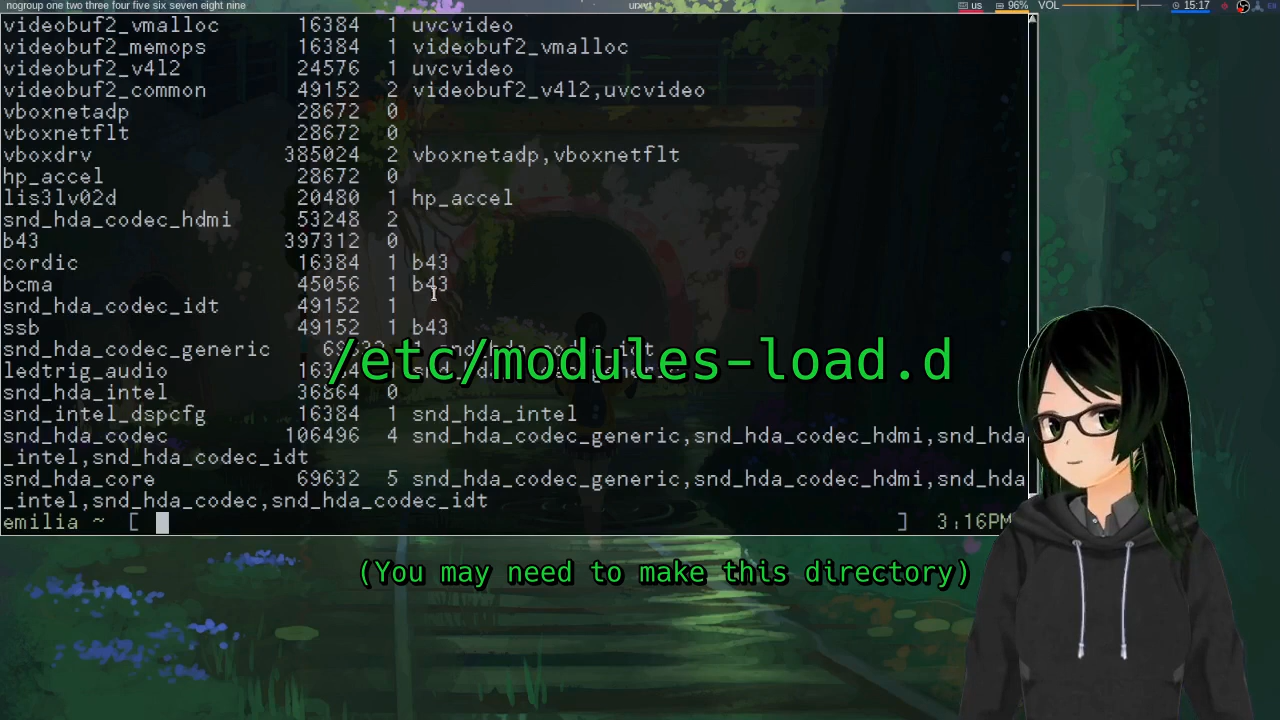 nogroup one two three four five six seven eight nine urxvt us 96% VOL 15:17 EN
videobuf2_vmalloc 16384 1 uvcvideo
videobuf2_memops 16384 1 videobuf2_vmalloc
videobuf2_v4l2 24576 1 uvcvideo
videobuf2_common 49152 2 videobuf2_v4l2,uvcvideo
vboxnetadp 28672 0
vboxnetflt 28672 0
vboxdrv 385024 2 vboxnetadp,vboxnetflt
hp_accel 28672 0
lis3lv02d 20480 1 hp_accel
snd_hda_codec_hdmi 53248 2
b43 397312 0
cordic 16384 1 b43
bcma 45056 1 b43
snd_hda_codec_idt 49152 1
ssb 49152 1 b43
snd_hda_codec_generic
/etc/modules-load.d
ledtrig_audio
snd_hda_intel 36864 0
snd_intel_dspcfg 16384 1 snd_hda_intel
snd_hda_codec 106496 4 snd_hda_codec_generic,snd_hda_codec_hdmi,snd_hda
_intel,snd_hda_codec_idt
snd_hda_core 69632 5 snd_hda_codec_generic,snd_hda_codec_hdmi,snd_hda
_intel,snd_hda_codec,snd_hda_codec_idt
emilia ~ [ ] 3:16PM
(You may need to make this directory)